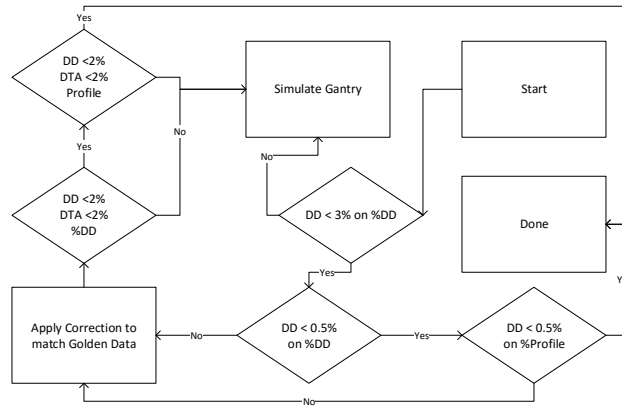 Yes
DD <2%
DTA <2%
Profile
Simulate Gantry
Start
No
Yes
No
DD <2%
DTA <2%
%DD
DD < 3% on %DD
Done
Yes
Y
Apply Correction to
match Golden Data
No
DD < 0.5%
on %DD
Yes
DD < 0.5%
on %Profile
No